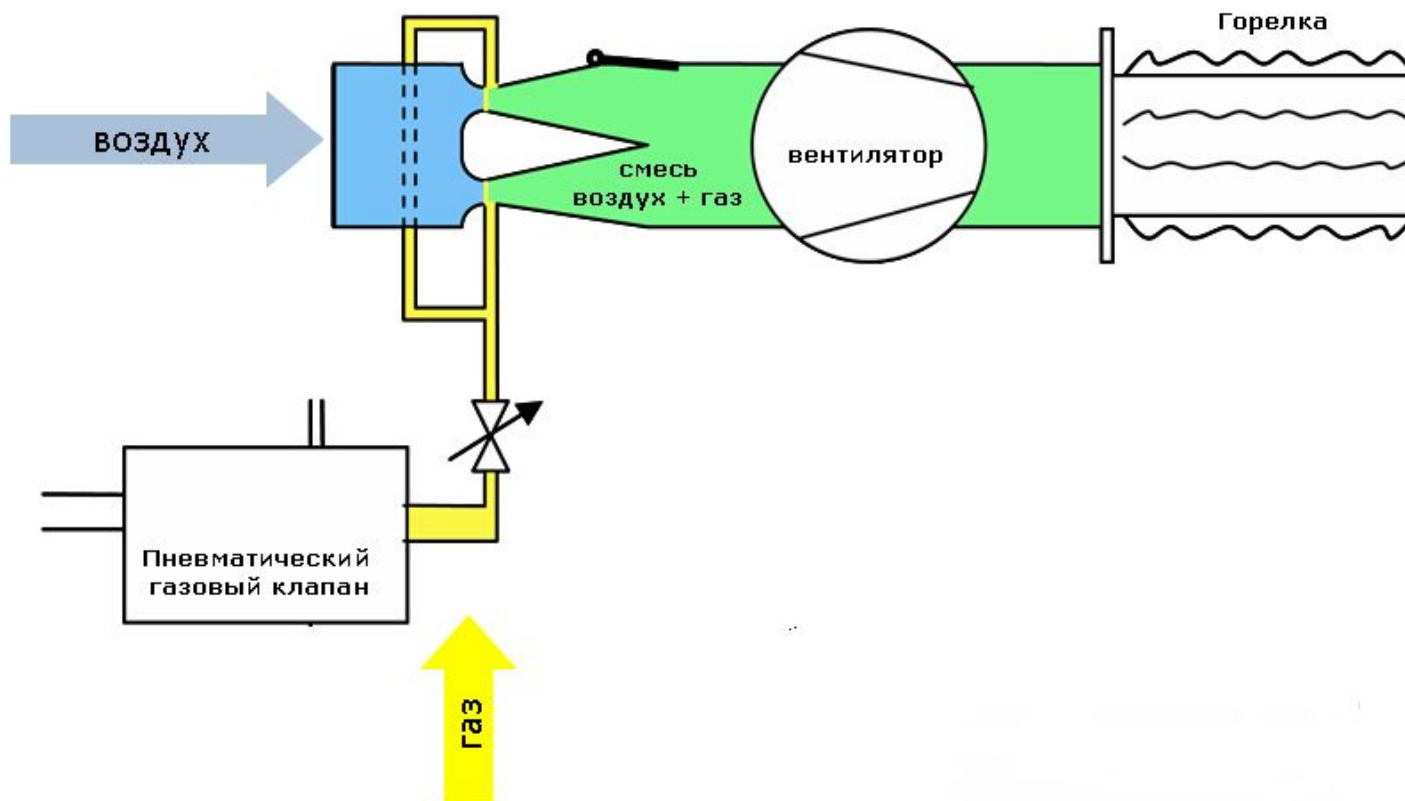 Горелка
воздух
вентилятор
смесь
воздух + газ
Пневматический
газовый клапан
газ